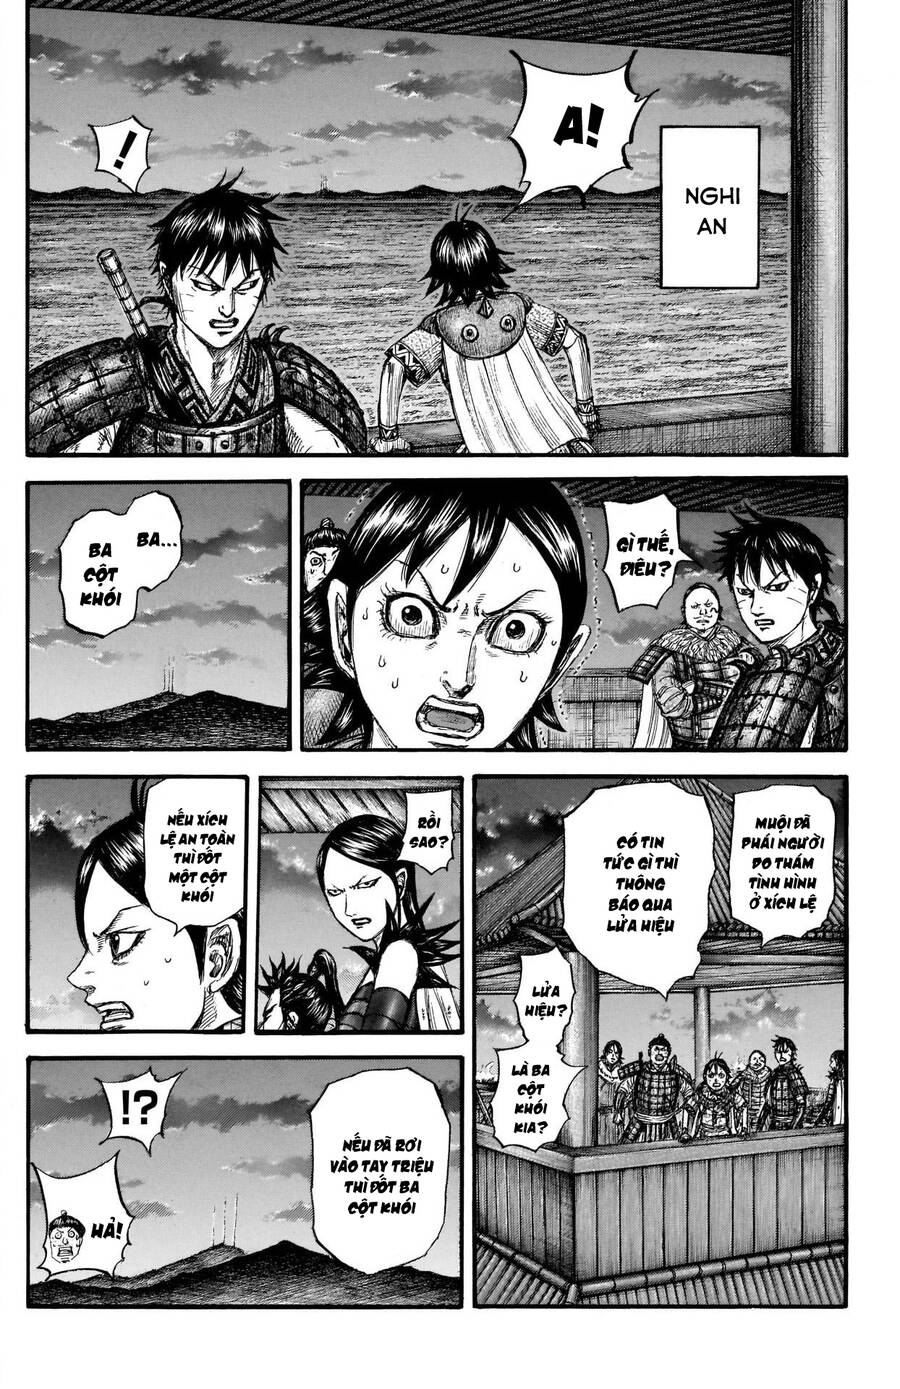 NGHI
AN
A!
!
GÌ THẾ,
ĐIÊU?
BA...
BA
CỘT
KHÓI
MUỘI ĐÃ
PHÁI NGƯỜI
DO THÁM
TÌNH HÌNH
Ở XÍCH LỆ
CÓ TIN
TỨC GÌ THÌ
THÔNG
BÁO QUA
LỬA HIỆU
LỬA
HIỆU?
LÀ BA
CỘT
KHÓI
KIA?
RỒI
SAO?
NẾU XÍCH
LỆ AN TOÀN
THÌ ĐỐT
MỘT CỘT
KHÓI
NẾU ĐÃ RƠI
VÀO TAY TRIỆU
THÌ ĐỐT BA
CỘT KHÓI
!?
HẢ!